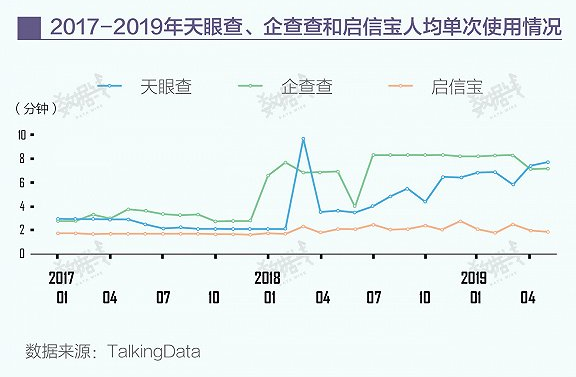 2017-2019年天眼查、企查查和启信宝人均单次使用情况
天眼查 企查查 启信宝
（分钟）
10
8
6
4
2
0
2017 2018 2019
01 04 07 10 01 04 07 10 01 04
数据来源：TalkingData